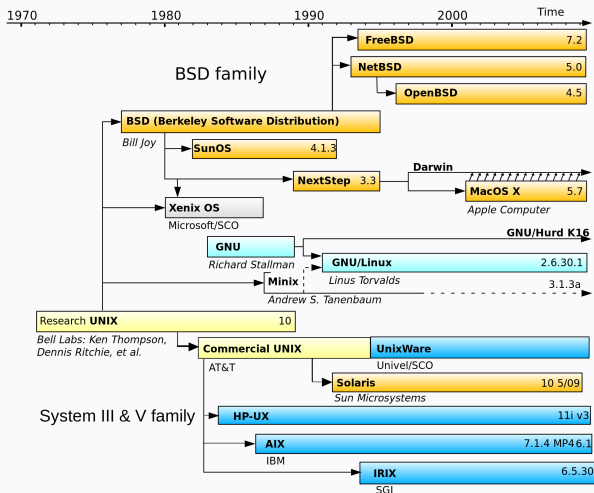 1970 1980 1990 2000 Time
FreeBSD 7.2
BSD family
NetBSD 5.0
OpenBSD 4.5
BSD (Berkeley Software Distribution)
Bill Joy
SunOS 4.1.3
Darwin
NextStep 3.3
MacOS X 5.7
Apple Computer
Xenix OS
Microsoft/SCO
GNU/Hurd K16
GNU
Richard Stallman
GNU/Linux 2.6.30.1
Linus Torvalds
Minix 3.1.3a
Andrew S. Tanenbaum
Research UNIX 10
Bell Labs: Ken Thompson,
Dennis Ritchie, et al.
Commercial UNIX
AT&T
UnixWare
Univel/SCO
Solaris 10 5/09
Sun Microsystems
System III & V family
HP-UX 11i v3
AIX 7.1.4 MP4 6.1
IBM
IRIX 6.5.30
SGI